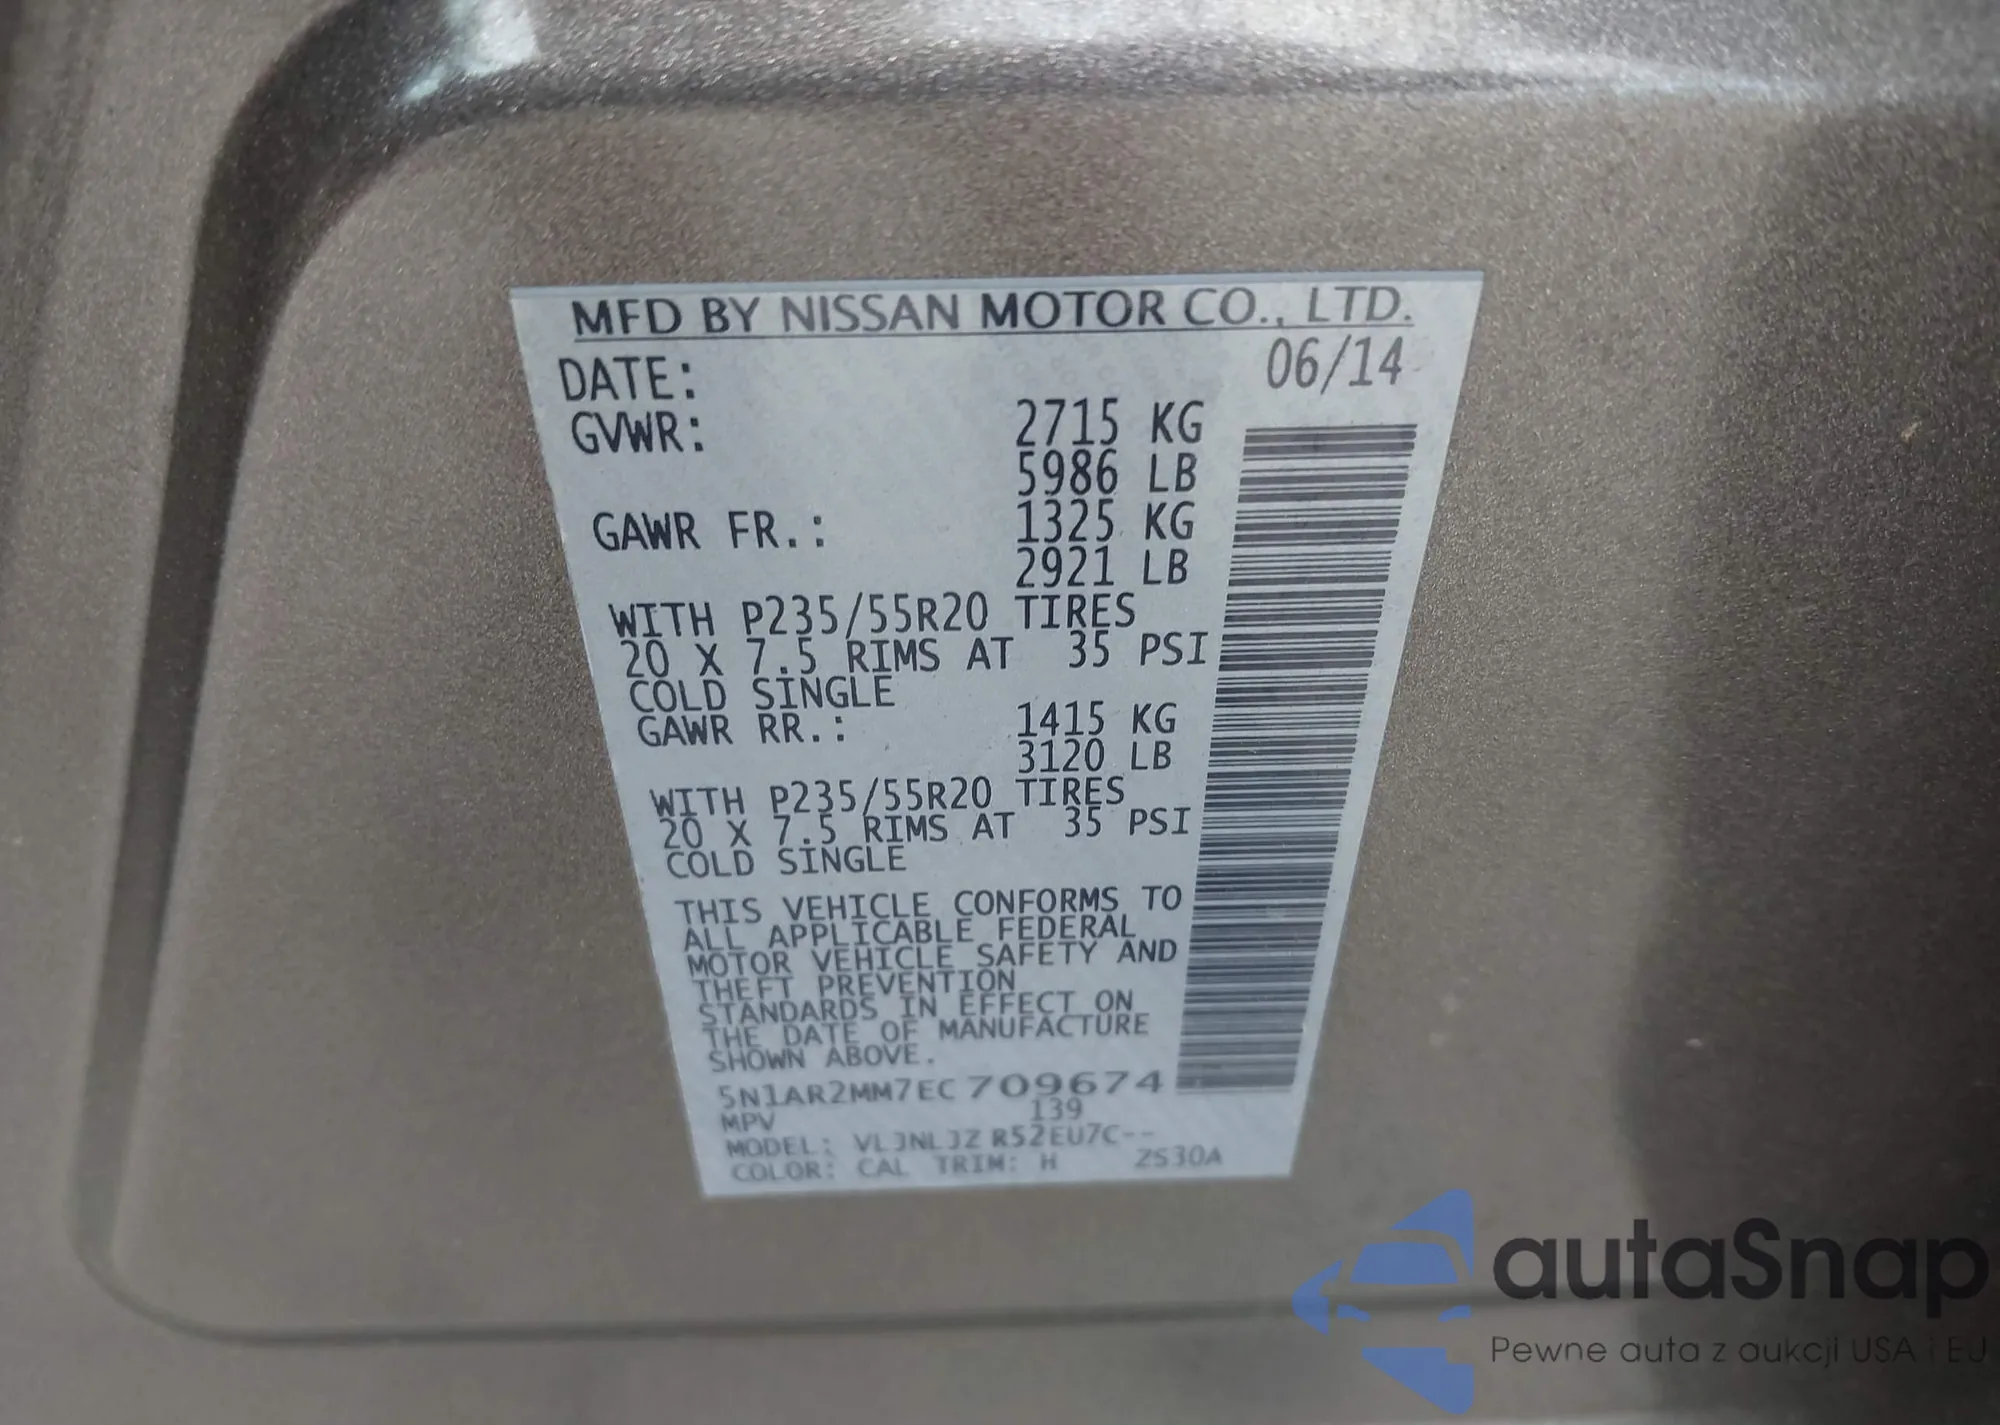 MFD BY NISSAN MOTOR CO., LTD.
DATE: 06/14
GVWR: 2715 KG
5986 LB
GAWR FR.: 1325 KG
2921 LB
WITH P235/55R20 TIRES
20 X 7.5 RIMS AT 35 PSI
COLD SINGLE
GAWR RR.: 1415 KG
3120 LB
WITH P235/55R20 TIRES
20 X 7.5 RIMS AT 35 PSI
COLD SINGLE
THIS VEHICLE CONFORMS TO
ALL APPLICABLE FEDERAL
MOTOR VEHICLE SAFETY AND
THEFT PREVENTION
STANDARDS IN EFFECT ON
THE DATE OF MANUFACTURE
SHOWN ABOVE.
5N1AR2MM7EC709674
MPV 139
MODEL: VLJNLJZ R52EU7C--
COLOR: CAL TRIM: H ZS30A
autaSnap
Pewne auta z aukcji USA i EU